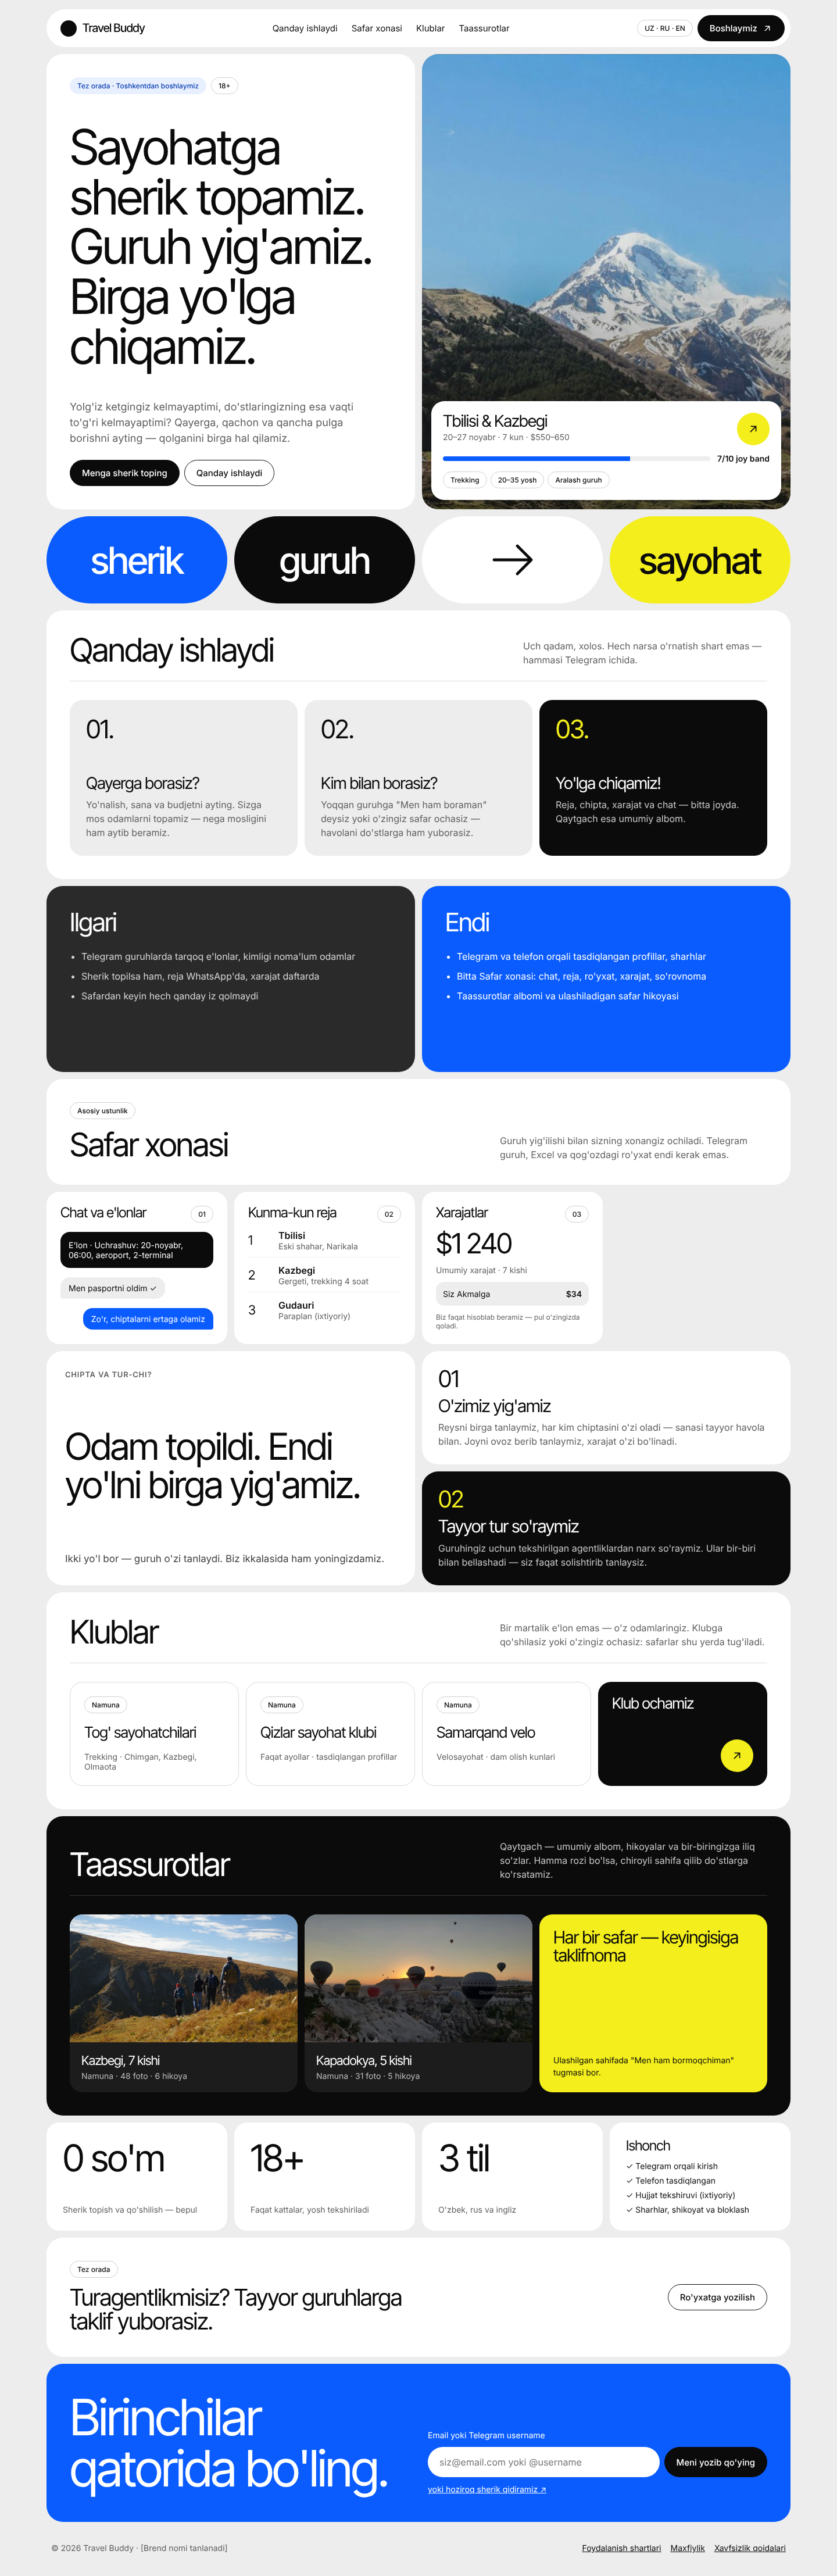 Travel Buddy
Qanday ishlaydi
Safar xonasi
Klublar
Taassurotlar
UZ · RU · EN
Boshlaymiz ↗
Tez orada · Toshkentdan boshlaymiz
18+
Sayohatga
sherik topamiz.
Guruh yig'amiz.
Birga yo'lga
chiqamiz.
Yolg'iz ketgingiz kelmayaptimi, do'stlaringizning esa vaqti
to'g'ri kelmayaptimi? Qayerga, qachon va qancha pulga
borishni ayting — qolganini birga hal qilamiz.
Menga sherik toping
Qanday ishlaydi
Tbilisi & Kazbegi
20–27 noyabr · 7 kun · $550–650
7/10 joy band
Trekking
20–35 yosh
Aralash guruh
sherik
guruh
→
sayohat
Qanday ishlaydi
Uch qadam, xolos. Hech narsa o'rnatish shart emas —
hammasi Telegram ichida.
01.
Qayerga borasiz?
Yo'nalish, sana va budjetni ayting. Sizga
mos odamlarni topamiz — nega mosligini
ham aytib beramiz.
02.
Kim bilan borasiz?
Yoqqan guruhga "Men ham boraman"
deysiz yoki o'zingiz safar ochasiz —
havolani do'stlarga ham yuborasiz.
03.
Yo'lga chiqamiz!
Reja, chipta, xarajat va chat — bitta joyda.
Qaytgach esa umumiy albom.
Ilgari
• Telegram guruhlarda tarqoq e'lonlar, kimligi noma'lum odamlar
• Sherik topilsa ham, reja WhatsApp'da, xarajat daftarda
• Safardan keyin hech qanday iz qolmaydi
Endi
• Telegram va telefon orqali tasdiqlangan profillar, sharhlar
• Bitta Safar xonasi: chat, reja, ro'yxat, xarajat, so'rovnoma
• Taassurotlar albomi va ulashiladigan safar hikoyasi
Asosiy ustunlik
Safar xonasi
Guruh yig'ilishi bilan sizning xonangiz ochiladi. Telegram
guruh, Excel va qog'ozdagi ro'yxat endi kerak emas.
Chat va e'lonlar
01
E'lon · Uchrashuv: 20-noyabr,
06:00, aeroport, 2-terminal
Men pasportni oldim ✓
Zo'r, chiptalarni ertaga olamiz
Kunma-kun reja
02
1
Tbilisi
Eski shahar, Narikala
2
Kazbegi
Gergeti, trekking 4 soat
3
Gudauri
Paraplan (ixtiyoriy)
Xarajatlar
03
$1 240
Umumiy xarajat · 7 kishi
Siz Akmalga
$34
Biz faqat hisoblab beramiz — pul o'zingizda
qoladi.
CHIPTA VA TUR-CHI?
Odam topildi. Endi
yo'lni birga yig'amiz.
Ikki yo'l bor — guruh o'zi tanlaydi. Biz ikkalasida ham yoningizdamiz.
01
O'zimiz yig'amiz
Reysni birga tanlaymiz, har kim chiptasini o'zi oladi — sanasi tayyor havola
bilan. Joyni ovoz berib tanlaymiz, xarajat o'zi bo'linadi.
02
Tayyor tur so'raymiz
Guruhingiz uchun tekshirilgan agentliklardan narx so'raymiz. Ular bir-biri
bilan bellashadi — siz faqat solishtirib tanlaysiz.
Klublar
Bir martalik e'lon emas — o'z odamlaringiz. Klubga
qo'shilasiz yoki o'zingiz ochasiz: safarlar shu yerda tug'iladi.
Namuna
Tog' sayohatchilari
Trekking · Chimgan, Kazbegi,
Olmaota
Namuna
Qizlar sayohat klubi
Faqat ayollar · tasdiqlangan profillar
Namuna
Samarqand velo
Velosayohat · dam olish kunlari
Klub ochamiz
↗
Taassurotlar
Qaytgach — umumiy albom, hikoyalar va bir-biringizga iliq
so'zlar. Hamma rozi bo'lsa, chiroyli sahifa qilib do'stlarga
ko'rsatamiz.
Kazbegi, 7 kishi
Namuna · 48 foto · 6 hikoya
Kapadokya, 5 kishi
Namuna · 31 foto · 5 hikoya
Har bir safar — keyingisiga
taklifnoma
Ulashilgan sahifada "Men ham bormoqchiman"
tugmasi bor.
0 so'm
Sherik topish va qo'shilish — bepul
18+
Faqat kattalar, yosh tekshiriladi
3 til
O'zbek, rus va ingliz
Ishonch
✓ Telegram orqali kirish
✓ Telefon tasdiqlangan
✓ Hujjat tekshiruvi (ixtiyoriy)
✓ Sharhlar, shikoyat va bloklash
Tez orada
Turagentlikmisiz? Tayyor guruhlarga
taklif yuborasiz.
Ro'yxatga yozilish
Birinchilar
qatorida bo'ling.
Email yoki Telegram username
siz@email.com yoki @username
Meni yozib qo'ying
yoki hoziroq sherik qidiramiz ↗
© 2026 Travel Buddy · [Brend nomi tanlanadi]
Foydalanish shartlari
Maxfiylik
Xavfsizlik qoidalari